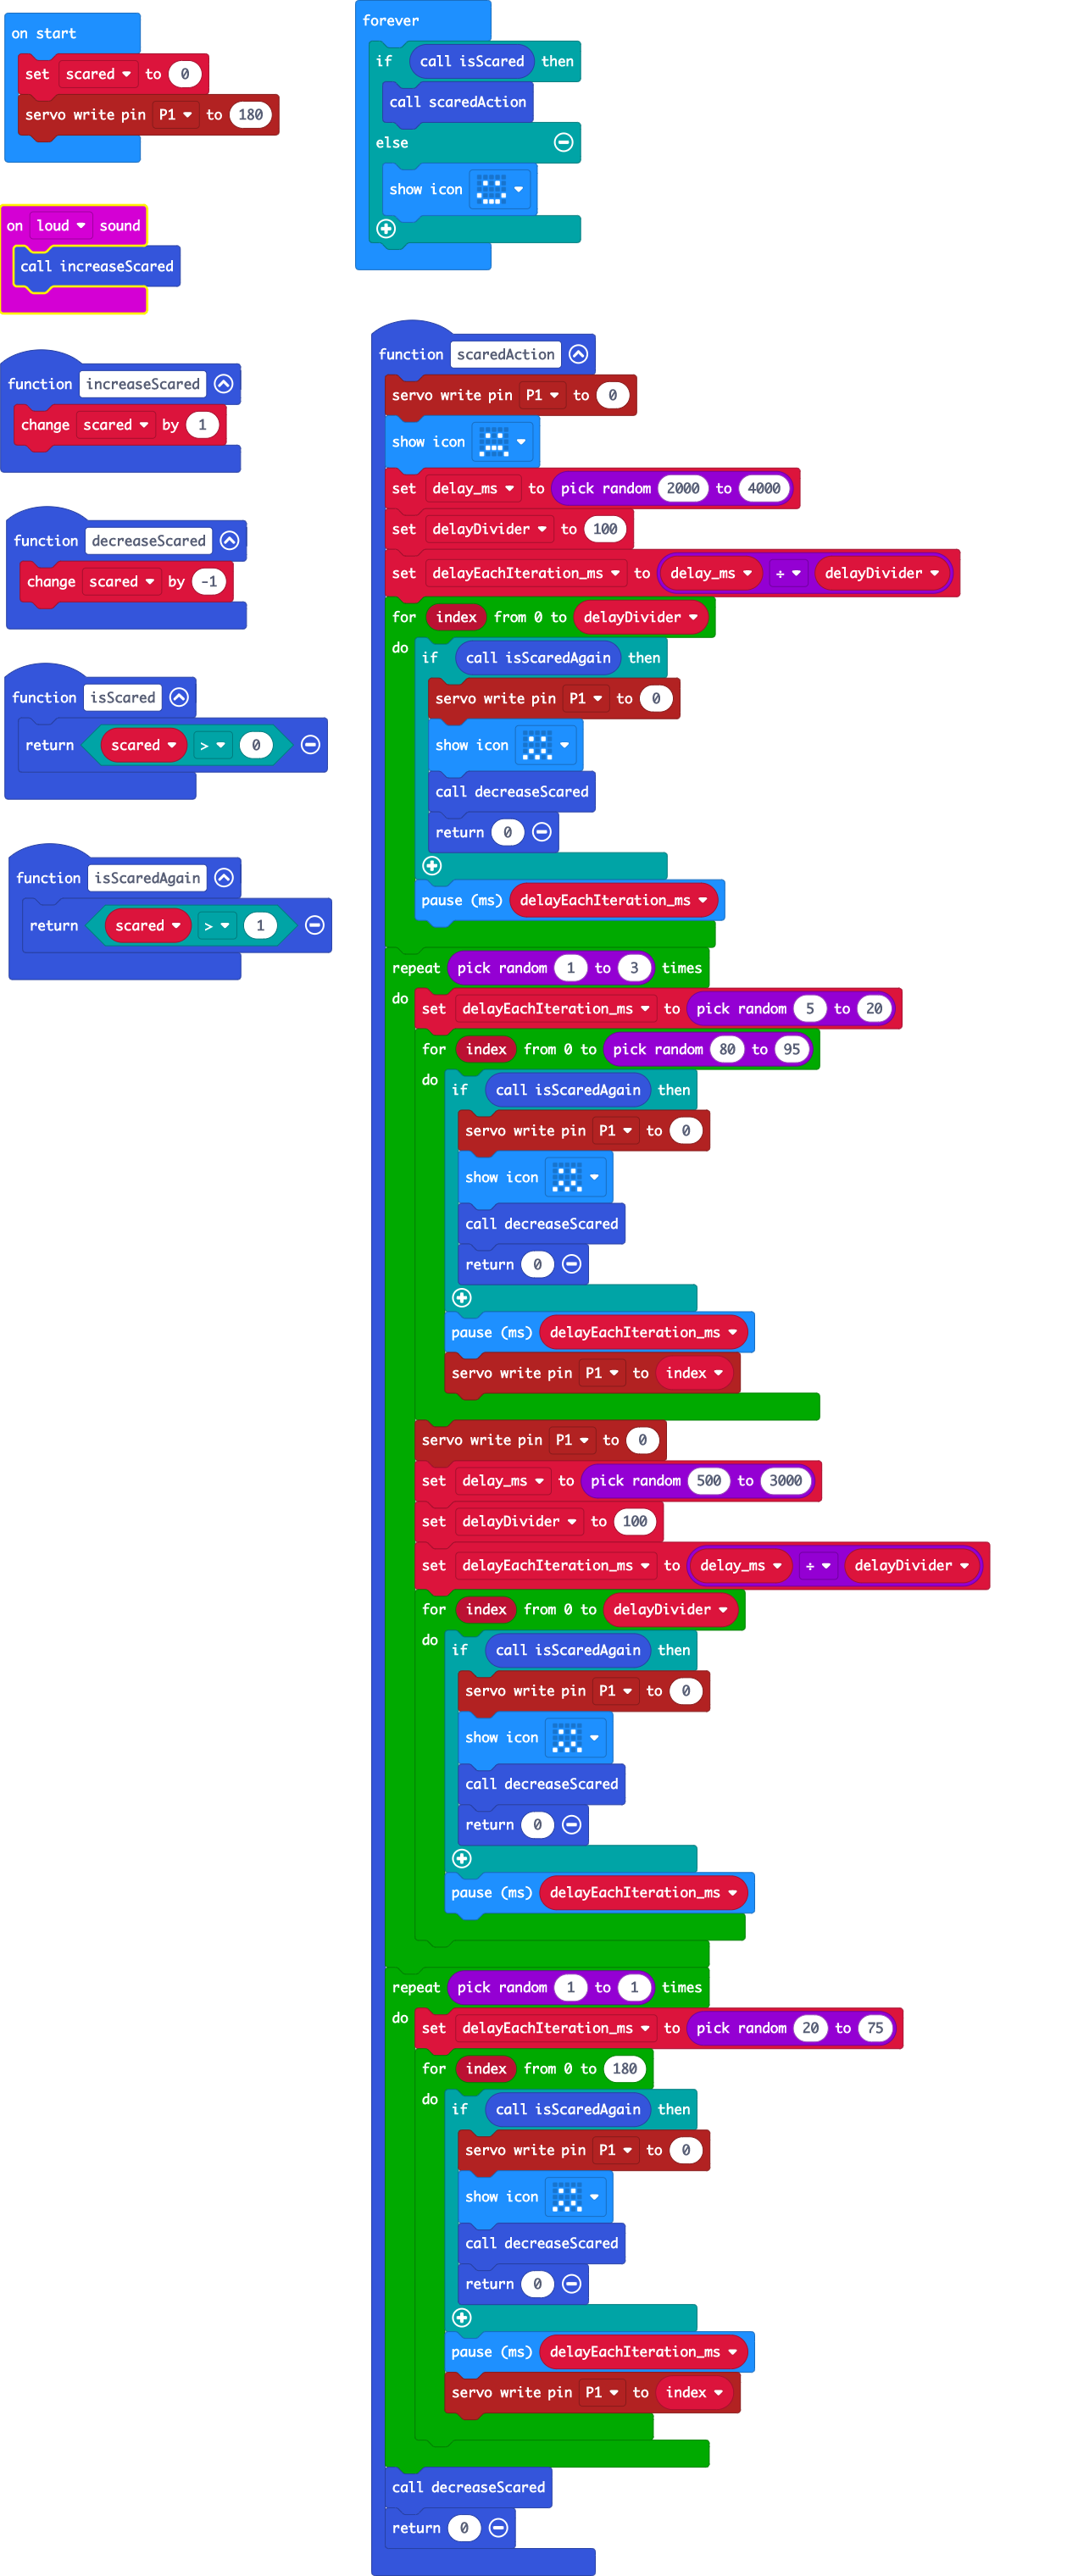 on start
set scared to 0
servo write pin P1 to 180
on loud sound
call increaseScared
function increaseScared
change scared by 1
function decreaseScared
change scared by -1
function isScared
return scared > 0
function isScaredAgain
return scared > 1
forever
if call isScared then
call scaredAction
else
show icon
function scaredAction
servo write pin P1 to 0
show icon
set delay_ms to pick random 2000 to 4000
set delayDivider to 100
set delayEachIteration_ms to delay_ms ÷ delayDivider
for index from 0 to delayDivider
do if call isScaredAgain then
servo write pin P1 to 0
show icon
call decreaseScared
return 0
pause (ms) delayEachIteration_ms
repeat pick random 1 to 3 times
do set delayEachIteration_ms to pick random 5 to 20
for index from 0 to pick random 80 to 95
do if call isScaredAgain then
servo write pin P1 to 0
show icon
call decreaseScared
return 0
pause (ms) delayEachIteration_ms
servo write pin P1 to index
servo write pin P1 to 0
set delay_ms to pick random 500 to 3000
set delayDivider to 100
set delayEachIteration_ms to delay_ms ÷ delayDivider
for index from 0 to delayDivider
do if call isScaredAgain then
servo write pin P1 to 0
show icon
call decreaseScared
return 0
pause (ms) delayEachIteration_ms
repeat pick random 1 to 1 times
do set delayEachIteration_ms to pick random 20 to 75
for index from 0 to 180
do if call isScaredAgain then
servo write pin P1 to 0
show icon
call decreaseScared
return 0
pause (ms) delayEachIteration_ms
servo write pin P1 to index
call decreaseScared
return 0